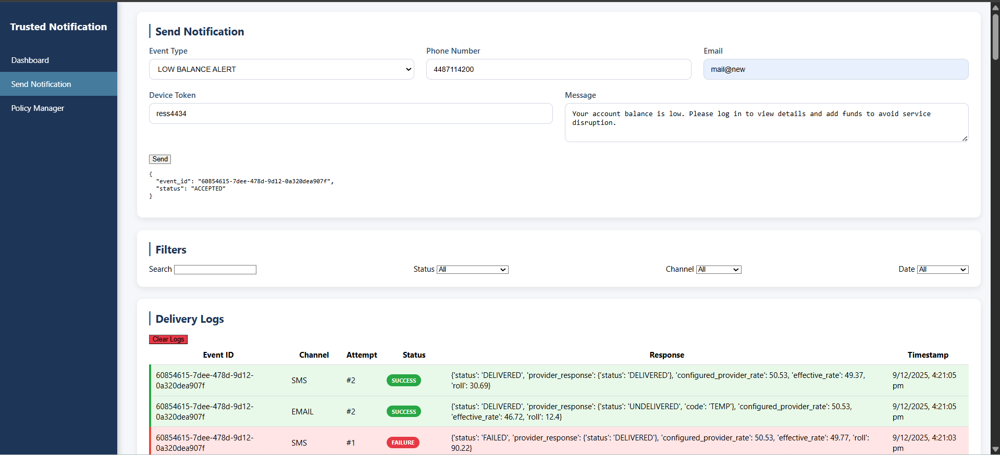 Trusted Notification
Dashboard
Send Notification
Policy Manager
Send Notification
Event Type
LOW BALANCE ALERT
Phone Number
4487114200
Email
mail@new
Device Token
ress4434
Message
Your account balance is low. Please log in to view details and add funds to avoid service
disruption.
Send
{
"event_id": "60854615-7dee-478d-9d12-0a320dea907f",
"status": "ACCEPTED"
}
Filters
Search
Status All
Channel All
Date All
Delivery Logs
Clear Logs
Event ID Channel Attempt Status Response Timestamp
60854615-7dee-478d-9d12-
0a320dea907f
SMS
#2
SUCCESS
{'status': 'DELIVERED', 'provider_response': {'status': 'DELIVERED'}, 'configured_provider_rate': 50.53, 'effective_rate': 49.37,
'roll': 30.69}
9/12/2025, 4:21:05
pm
60854615-7dee-478d-9d12-
0a320dea907f
EMAIL
#2
SUCCESS
{'status': 'DELIVERED', 'provider_response': {'status': 'UNDELIVERED', 'code': 'TEMP'}, 'configured_provider_rate': 50.53,
'effective_rate': 46.72, 'roll': 12.4}
9/12/2025, 4:21:05
pm
60854615-7dee-478d-9d12-
0a320dea907f
SMS
#1
FAILURE
{'status': 'FAILED', 'provider_response': {'status': 'DELIVERED'}, 'configured_provider_rate': 50.53, 'effective_rate': 49.77, 'roll':
90.22}
9/12/2025, 4:21:03
pm